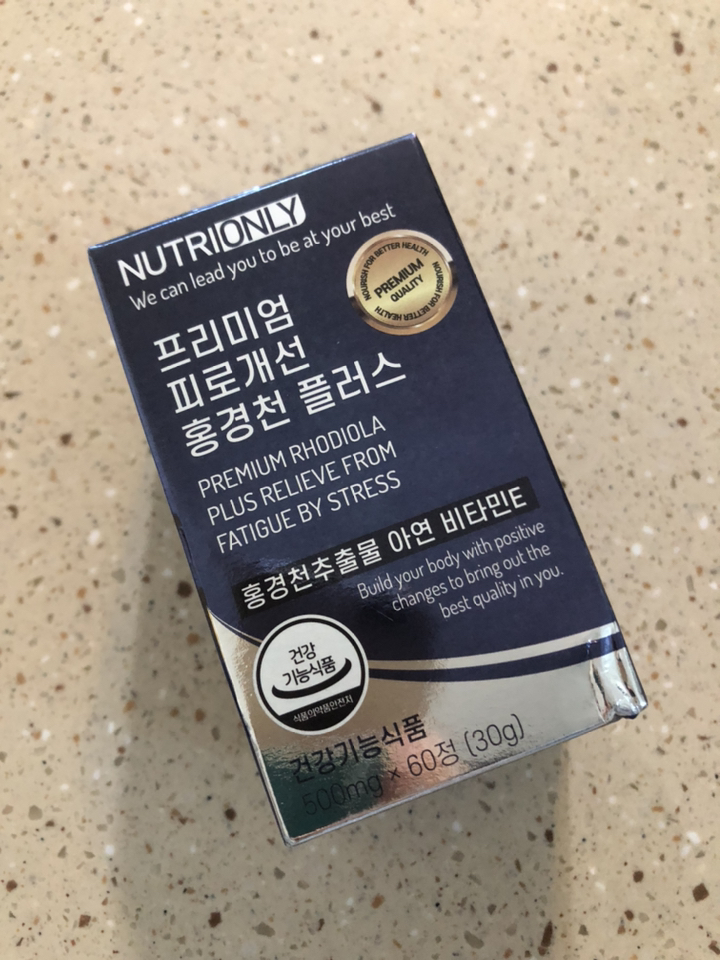 NUTRIONLY
We can lead you to be at your best
NOURISH FOR BETTER HEALTH
PREMIUM
QUALITY
NOURISH FOR BETTER HEALTH
프리미엄
피로개선
홍경천 플러스
PREMIUM RHODIOLA
PLUS RELIEVE FROM
FATIGUE BY STRESS
홍경천추출물 아연 비타민E
Build your body with positive
changes to bring out the
best quality in you.
건강
기능식품
식품의약품안전처
건강기능식품
500mg × 60정 (30g)